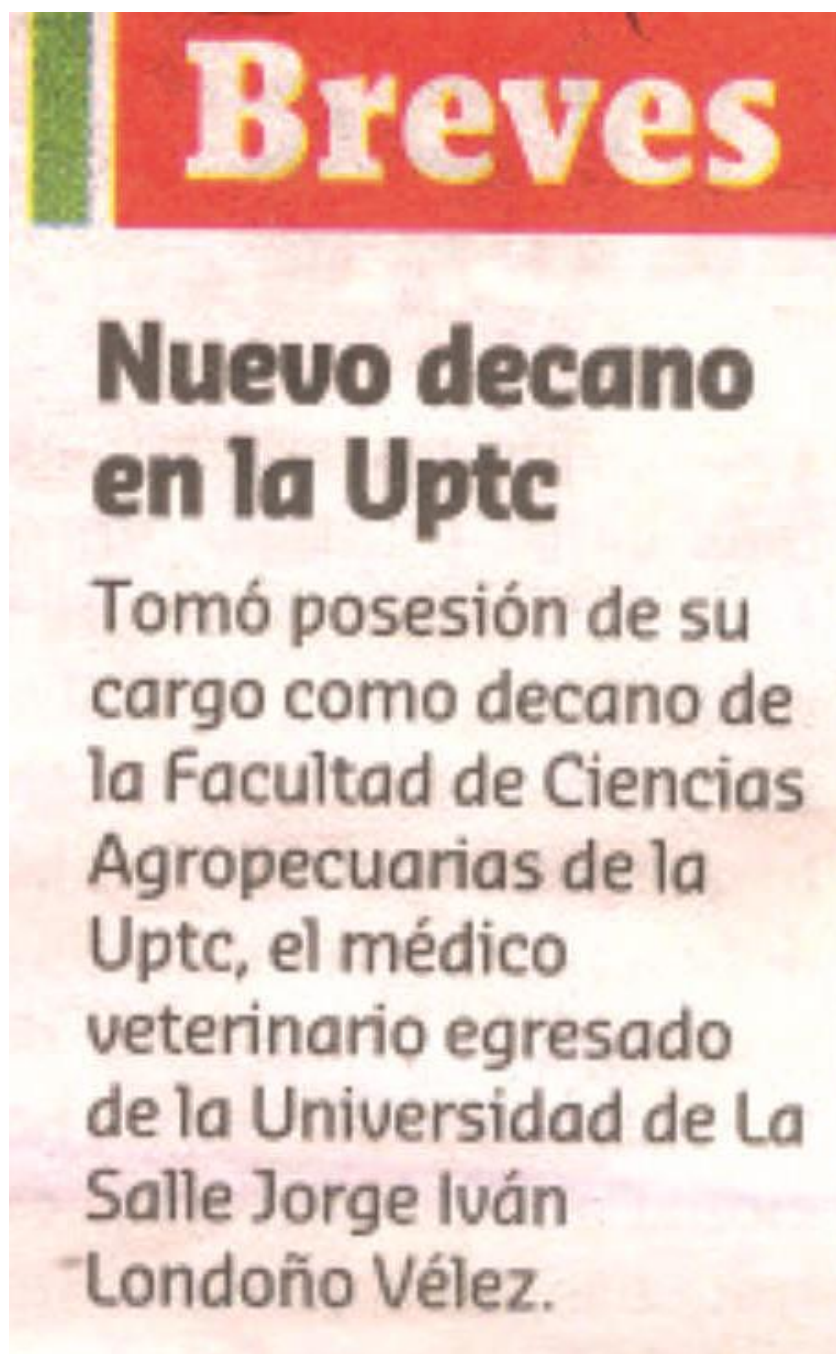 Breves
Nuevo decano
en la Uptc
Tomó posesión de su
cargo como decano de
la Facultad de Ciencias
Agropecuarias de la
Uptc, el médico
veterinario egresado
de la Universidad de La
Salle Jorge Iván
Londoño Vélez.